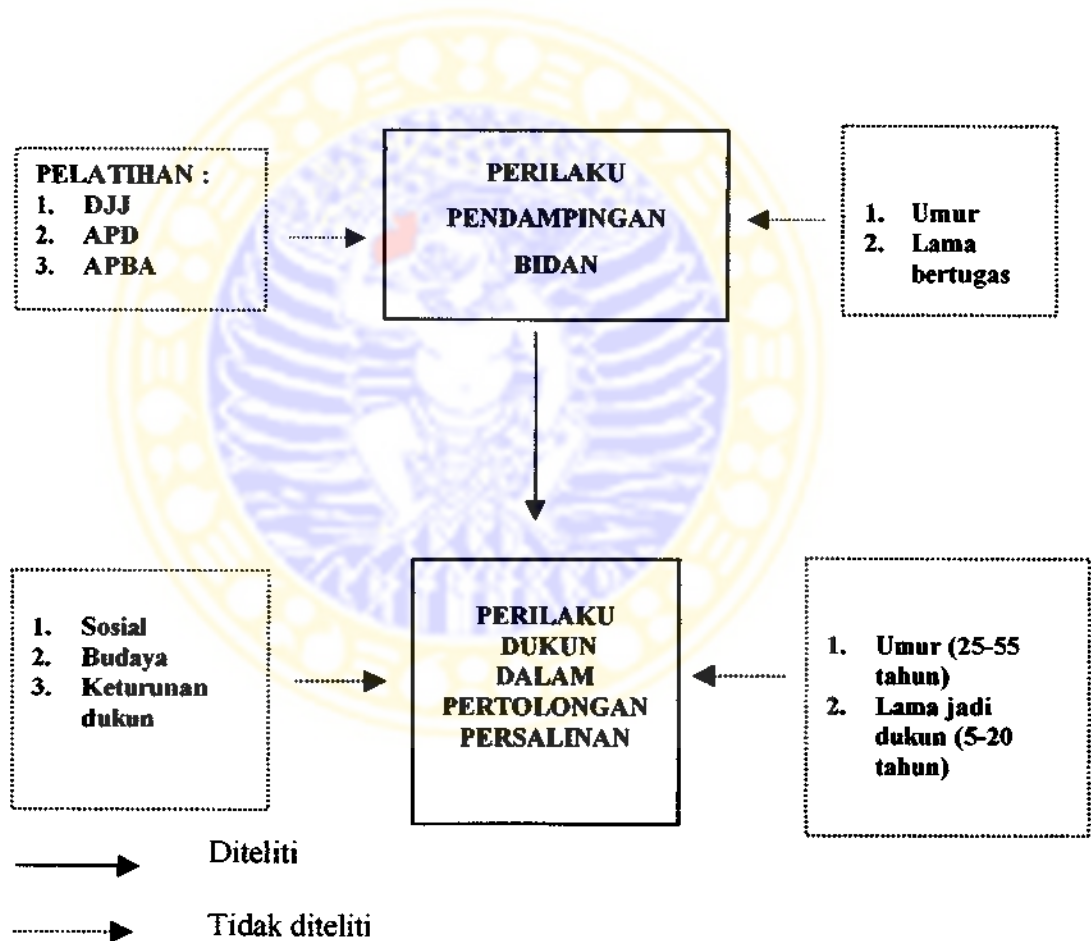 PELATIHAN :
1. DJJ
2. APD
3. APBA
PERILAKU
PENDAMPINGAN
BIDAN
1. Umur
2. Lama
bertugas
1. Sosial
2. Budaya
3. Keturunan
dukun
PERILAKU
DUKUN
DALAM
PERTOLONGAN
PERSALINAN
1. Umur (25-55
tahun)
2. Lama jadi
dukun (5-20
tahun)
Diteliti
Tidak diteliti